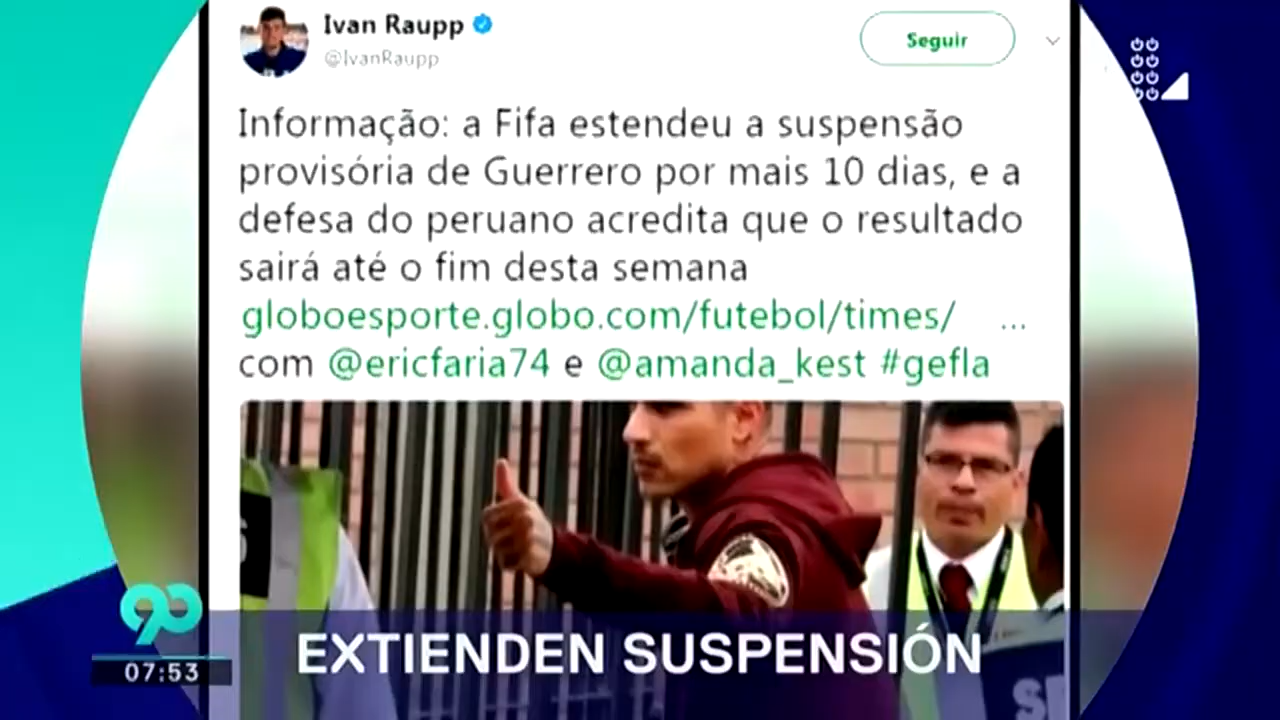 Ivan Raupp
@IvanRaupp
Seguir
Informação: a Fifa estendeu a suspensão
provisória de Guerrero por mais 10 dias, e a
defesa do peruano acredita que o resultado
sairá até o fim desta semana
globoesporte.globo.com/futebol/times/ ...
com @ericfaria74 e @amanda_kest #gefla
90
07:53
EXTIENDEN SUSPENSIÓN